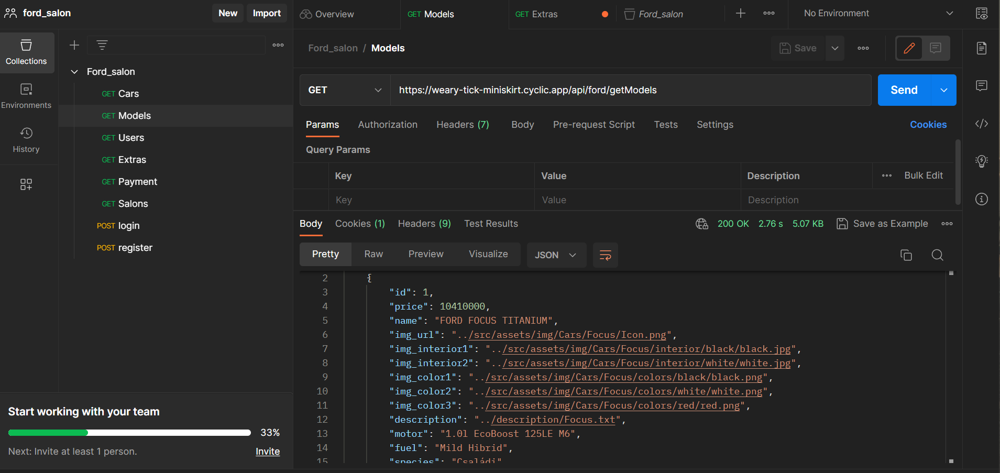 ford_salon
New
Import
Overview
GET Models
GET Extras
Ford_salon
No Environment
Collections
Environments
History
Ford_salon
GET Cars
GET Models
GET Users
GET Extras
GET Payment
GET Salons
POST login
POST register
Start working with your team
33%
Next: Invite at least 1 person.
Invite
Ford_salon / Models
Save
GET
https://weary-tick-miniskirt.cyclic.app/api/ford/getModels
Send
Params
Authorization
Headers (7)
Body
Pre-request Script
Tests
Settings
Cookies
Query Params
Key
Value
Description
Bulk Edit
Key
Value
Description
Body
Cookies (1)
Headers (9)
Test Results
200 OK
2.76 s
5.07 KB
Save as Example
Pretty
Raw
Preview
Visualize
JSON
2 {
3 "id": 1,
4 "price": 10410000,
5 "name": "FORD FOCUS TITANIUM",
6 "img_url": "../src/assets/img/Cars/Focus/Icon.png",
7 "img_interior1": "../src/assets/img/Cars/Focus/interior/black/black.jpg",
8 "img_interior2": "../src/assets/img/Cars/Focus/interior/white/white.jpg",
9 "img_color1": "../src/assets/img/Cars/Focus/colors/black/black.png",
10 "img_color2": "../src/assets/img/Cars/Focus/colors/white/white.png",
11 "img_color3": "../src/assets/img/Cars/Focus/colors/red/red.png",
12 "description": "../description/Focus.txt",
13 "motor": "1.0l EcoBoost 125LE M6",
14 "fuel": "Mild Hibrid",
15 "species": "Családi"